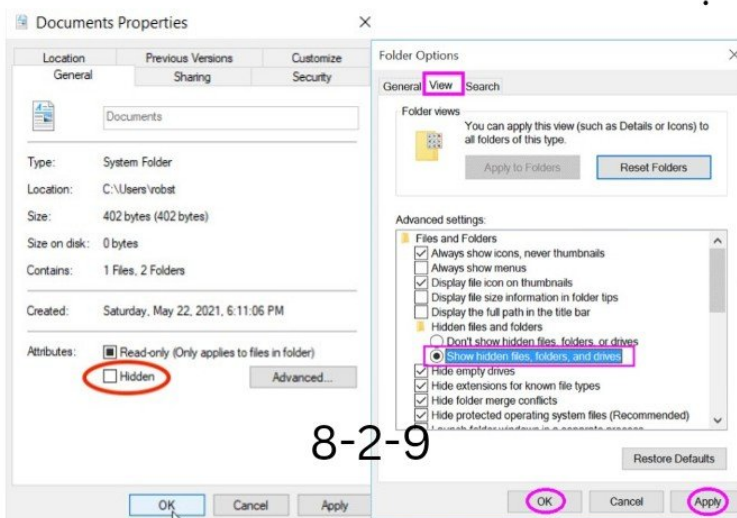 Documents Properties
Location Previous Versions Customize
General Sharing Security
Documents
Type: System Folder
Location: C:\Users\robst
Size: 402 bytes (402 bytes)
Size on disk: 0 bytes
Contains: 1 Files, 2 Folders
Created: Saturday, May 22, 2021, 6:11:06 PM
Attributes: Read-only (Only applies to files in folder)
Hidden Advanced...
OK Cancel Apply
Folder Options
General View Search
Folder views
You can apply this view (such as Details or Icons) to
all folders of this type.
Apply to Folders Reset Folders
Advanced settings:
Files and Folders
Always show icons, never thumbnails
Always show menus
Display file icon on thumbnails
Display file size information in folder tips
Display the full path in the title bar
Hidden files and folders
Don't show hidden files, folders, or drives
Show hidden files, folders, and drives
Hide empty drives
Hide extensions for known file types
Hide folder merge conflicts
Hide protected operating system files (Recommended)
Launch folder windows in a separate process
Restore Defaults
OK Cancel Apply
8-2-9